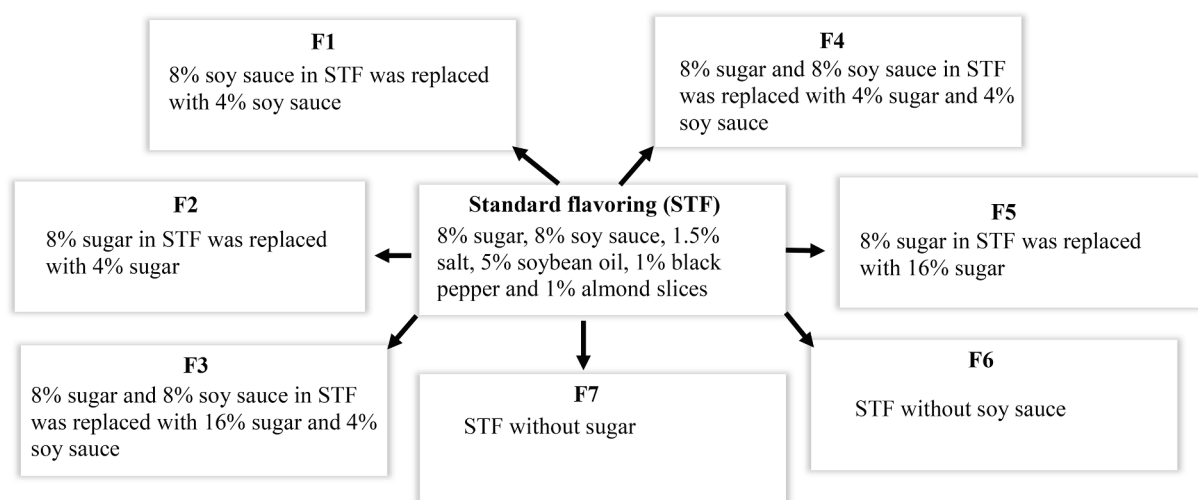 F1
8% soy sauce in STF was replaced
with 4% soy sauce
F4
8% sugar and 8% soy sauce in STF
was replaced with 4% sugar and 4%
soy sauce
F2
8% sugar in STF was replaced
with 4% sugar
Standard flavoring (STF)
8% sugar, 8% soy sauce, 1.5%
salt, 5% soybean oil, 1% black
pepper and 1% almond slices
F5
8% sugar in STF was replaced
with 16% sugar
F3
8% sugar and 8% soy sauce in STF
was replaced with 16% sugar and 4%
soy sauce
F7
STF without sugar
F6
STF without soy sauce